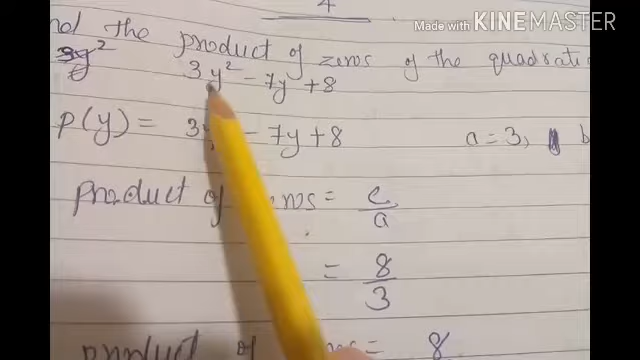 4
Made with KINEMASTER
the product of zeros of the quadrati
3y²
3y² - 7y + 8
p(y) = 3 - 7y + 8 a = 3, b
product of = c/a
= 8/3
product of = 8